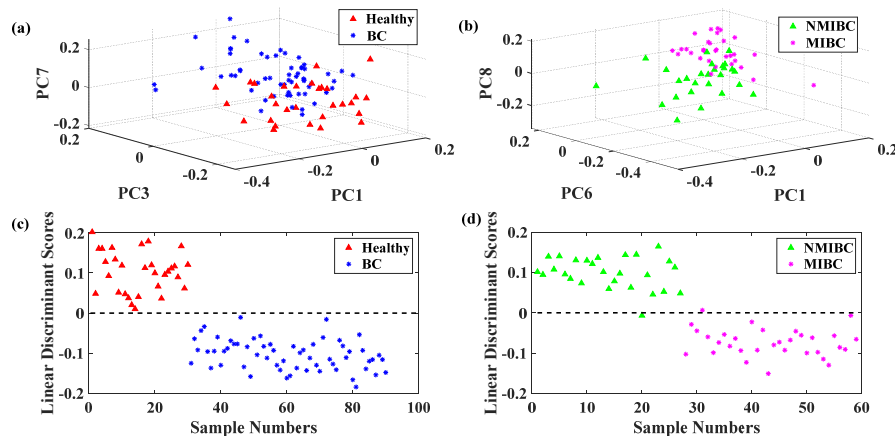 (a)
Healthy
BC
PC7
0.2
0
-0.2
0.2
0
-0.2
PC3
-0.4
-0.2
0
0.2
PC1
(b)
NMIBC
MIBC
PC8
0.2
0
-0.2
0.2
0
-0.2
PC6
-0.4
-0.2
0
0.2
PC1
(c)
Healthy
BC
Linear Discriminant Scores
0.2
0.1
0
-0.1
-0.2
0
20
40
60
80
100
Sample Numbers
(d)
NMIBC
MIBC
Linear Discriminant Scores
0.2
0.1
0
-0.1
-0.2
0
10
20
30
40
50
60
Sample Numbers